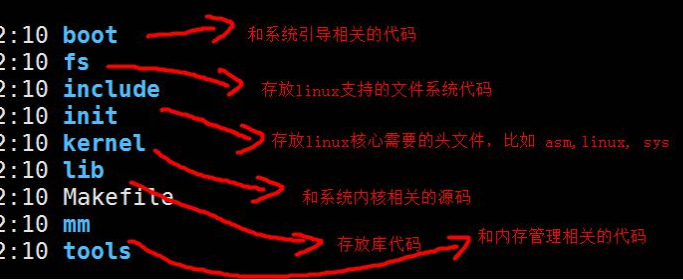 2:10 boot 和系统引导相关的代码
2:10 fs
2:10 include 存放linux支持的文件系统代码
2:10 init
2:10 kernel 存放linux核心需要的头文件，比如 asm,linux, sys
2:10 lib
2:10 Makefile 和系统内核相关的源码
2:10 mm 存放库代码 和内存管理相关的代码
2:10 tools